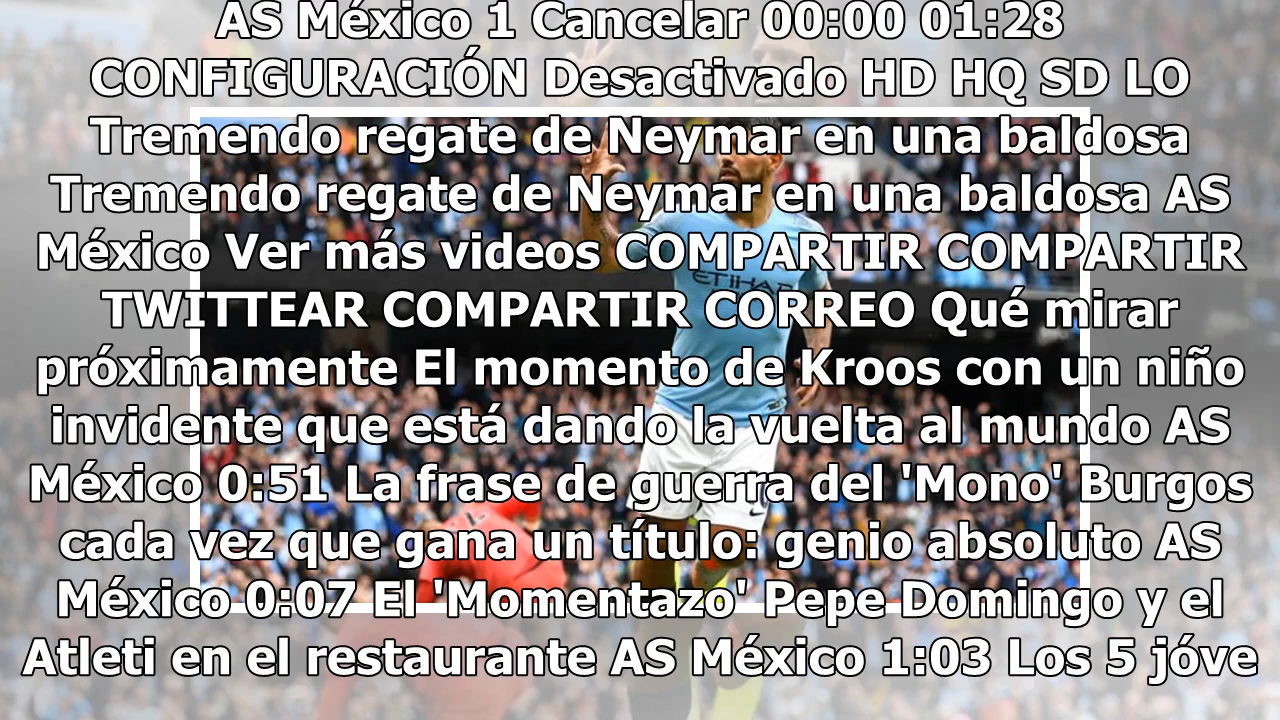 AS México 1 Cancelar 00:00 01:28
CONFIGURACIÓN Desactivado HD HQ SD LO
Tremendo regate de Neymar en una baldosa
Tremendo regate de Neymar en una baldosa AS
México Ver más videos COMPARTIR COMPARTIR
TWITTEAR COMPARTIR CORREO Qué mirar
próximamente El momento de Kroos con un niño
invidente que está dando la vuelta al mundo AS
México 0:51 La frase de guerra del 'Mono' Burgos
cada vez que gana un título: genio absoluto AS
México 0:07 El 'Momentazo' Pepe Domingo y el
Atleti en el restaurante AS México 1:03 Los 5 jóve
ETIHAD